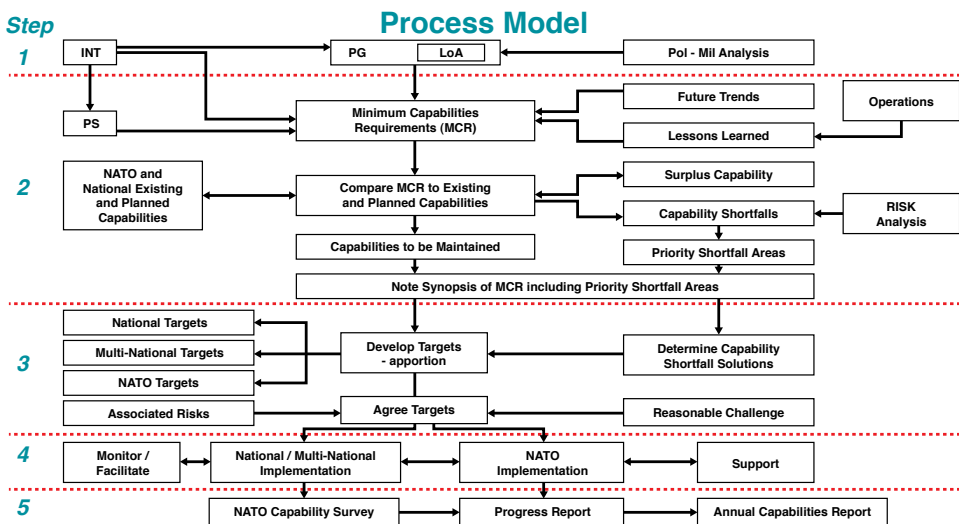 Process Model
Step
1
INT
PG
LoA
Pol - Mil Analysis
PS
Minimum Capabilities
Requirements (MCR)
Future Trends
Operations
Lessons Learned
2
NATO and
National Existing
and Planned
Capabilities
Compare MCR to Existing
and Planned Capabilities
Surplus Capability
Capability Shortfalls
RISK
Analysis
Capabilities to be Maintained
Priority Shortfall Areas
Note Synopsis of MCR including Priority Shortfall Areas
3
National Targets
Multi-National Targets
NATO Targets
Develop Targets
- apportion
Determine Capability
Shortfall Solutions
Associated Risks
Agree Targets
Reasonable Challenge
4
Monitor /
Facilitate
National / Multi-National
Implementation
NATO
Implementation
Support
5
NATO Capability Survey
Progress Report
Annual Capabilities Report